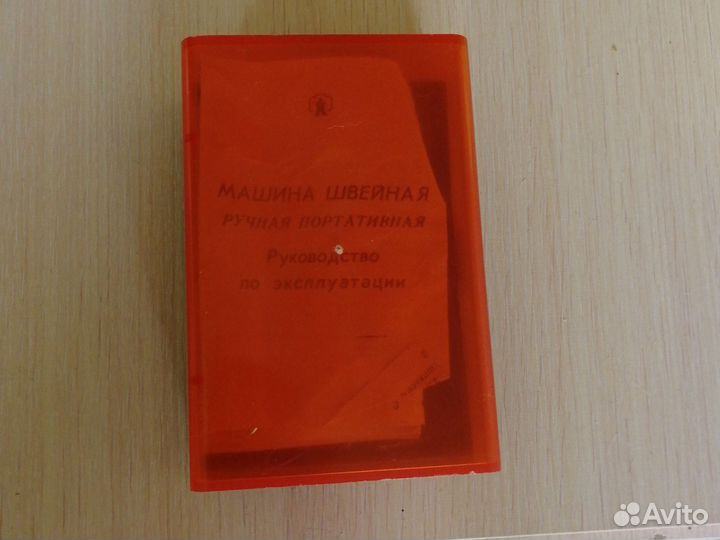 МАШИНА ШВЕЙНАЯ
РУЧНАЯ ПОРТАТИВНАЯ
Руководство
по эксплуатации
Avito